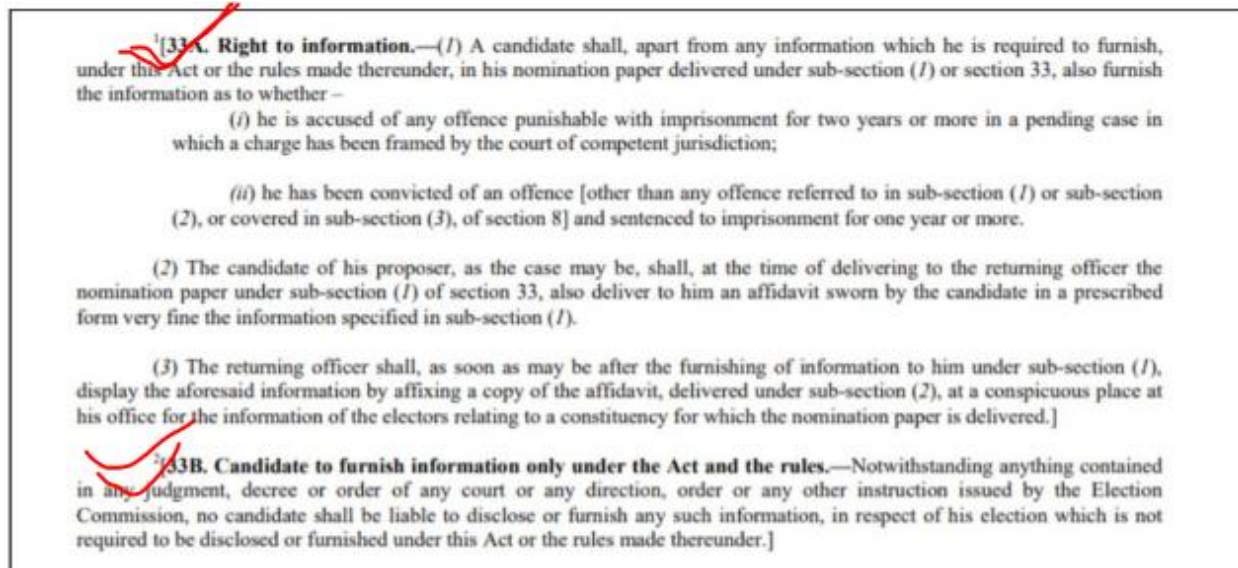 ¹[33A. Right to information.—(1) A candidate shall, apart from any information which he is required to furnish,
under this Act or the rules made thereunder, in his nomination paper delivered under sub-section (1) or section 33, also furnish
the information as to whether –
(i) he is accused of any offence punishable with imprisonment for two years or more in a pending case in
which a charge has been framed by the court of competent jurisdiction;
(ii) he has been convicted of an offence [other than any offence referred to in sub-section (1) or sub-section
(2), or covered in sub-section (3), of section 8] and sentenced to imprisonment for one year or more.
(2) The candidate of his proposer, as the case may be, shall, at the time of delivering to the returning officer the
nomination paper under sub-section (1) of section 33, also deliver to him an affidavit sworn by the candidate in a prescribed
form very fine the information specified in sub-section (1).
(3) The returning officer shall, as soon as may be after the furnishing of information to him under sub-section (1),
display the aforesaid information by affixing a copy of the affidavit, delivered under sub-section (2), at a conspicuous place at
his office for the information of the electors relating to a constituency for which the nomination paper is delivered.]
²[33B. Candidate to furnish information only under the Act and the rules.—Notwithstanding anything contained
in any judgment, decree or order of any court or any direction, order or any other instruction issued by the Election
Commission, no candidate shall be liable to disclose or furnish any such information, in respect of his election which is not
required to be disclosed or furnished under this Act or the rules made thereunder.]